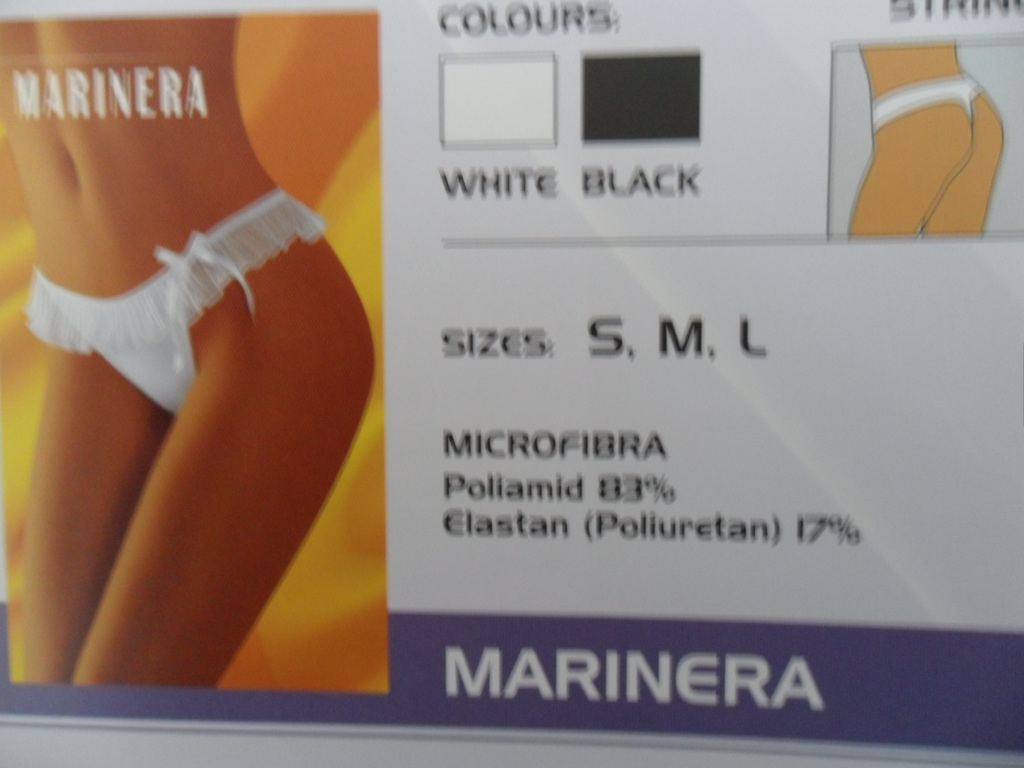 MARINERA
COLOURS:
WHITE BLACK
SIZES: S, M, L
MICROFIBRA
Poliamid 83%
Elastan (Poliuretan) 17%
MARINERA